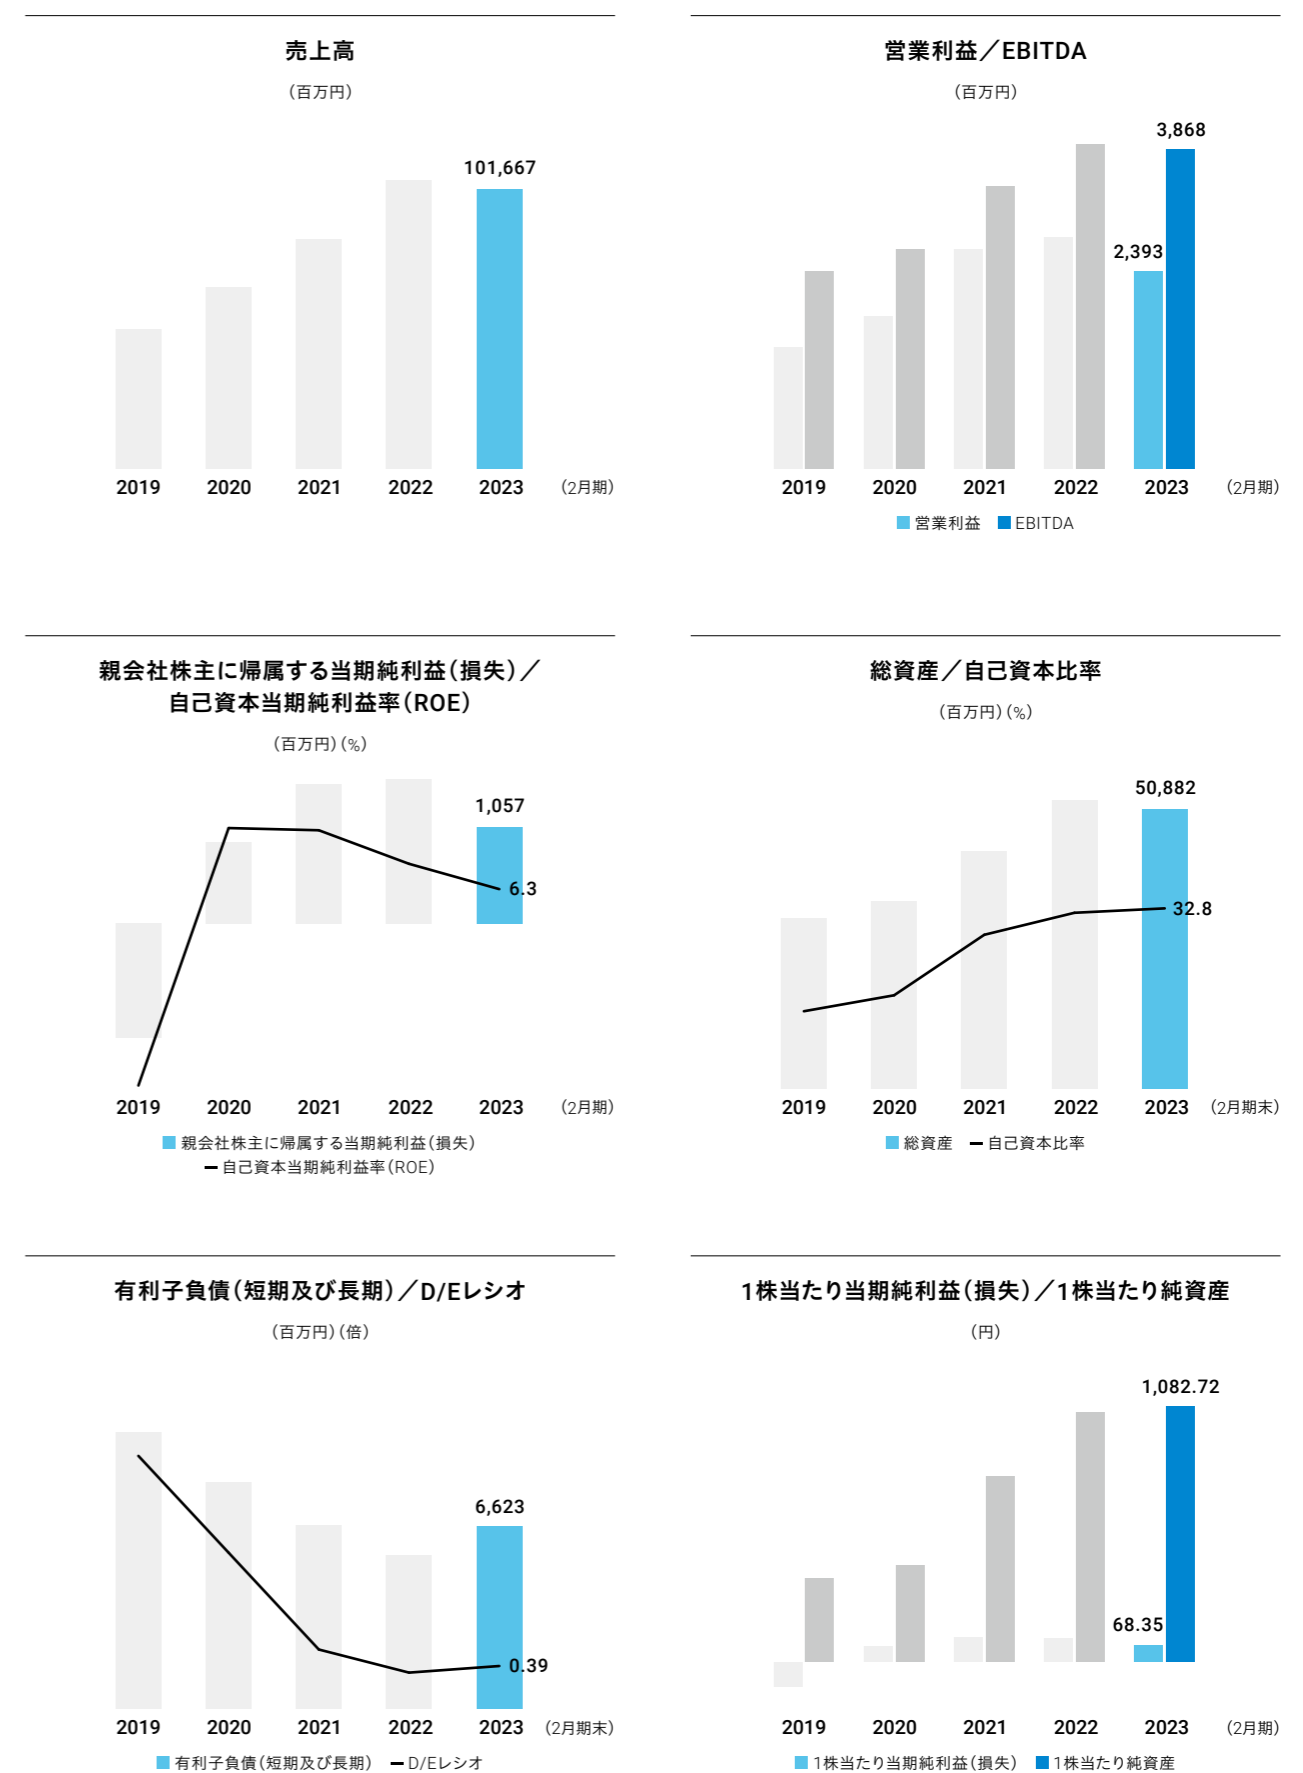 売上高
（百万円）
101,667
2019 2020 2021 2022 2023 （2月期）
営業利益／EBITDA
（百万円）
3,868
2,393
2019 2020 2021 2022 2023 （2月期）
営業利益 EBITDA
親会社株主に帰属する当期純利益（損失）／
自己資本当期純利益率（ROE）
（百万円）（%）
1,057
6.3
2019 2020 2021 2022 2023 （2月期）
親会社株主に帰属する当期純利益（損失）
自己資本当期純利益率（ROE）
総資産／自己資本比率
（百万円）（%）
50,882
32.8
2019 2020 2021 2022 2023 （2月期末）
総資産 自己資本比率
有利子負債（短期及び長期）／D/Eレシオ
（百万円）（倍）
6,623
0.39
2019 2020 2021 2022 2023 （2月期末）
有利子負債（短期及び長期） D/Eレシオ
1株当たり当期純利益（損失）／1株当たり純資産
（円）
1,082.72
68.35
2019 2020 2021 2022 2023 （2月期）
1株当たり当期純利益（損失） 1株当たり純資産